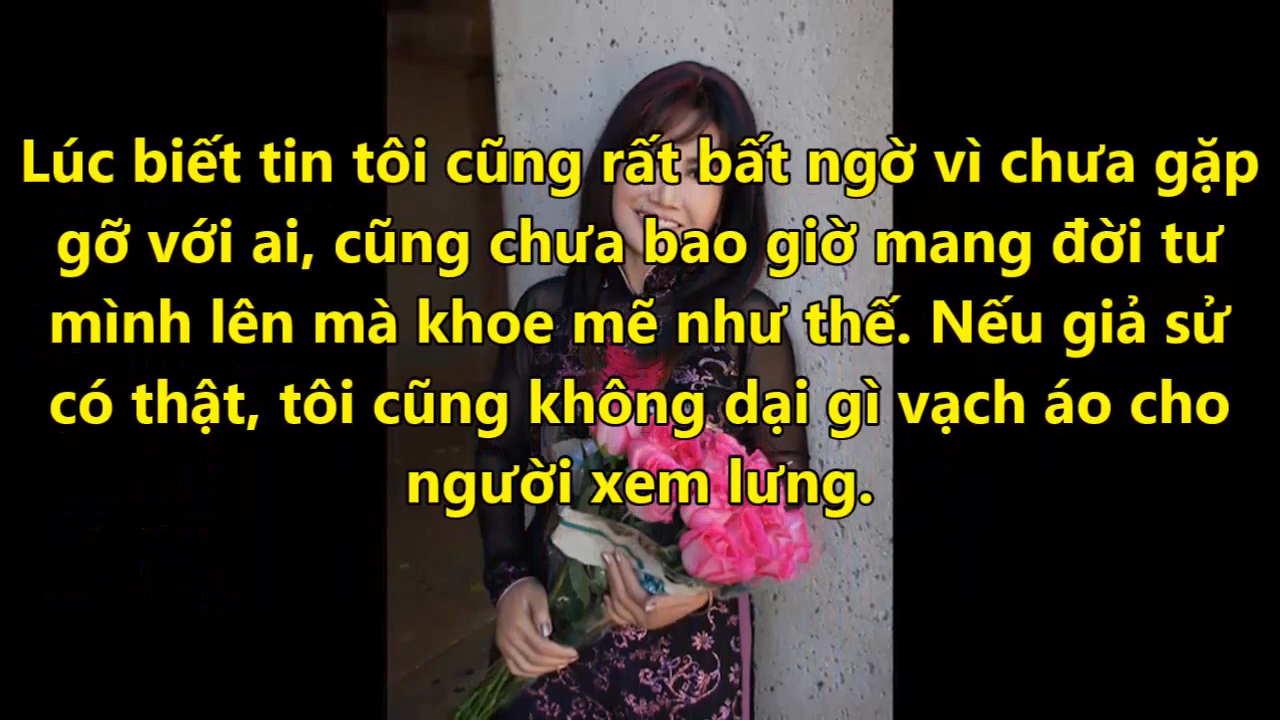 Lúc biết tin tôi cũng rất bất ngờ vì chưa gặp
gỡ với ai, cũng chưa bao giờ mang đời tư
mình lên mà khoe mẽ như thế. Nếu giả sử
có thật, tôi cũng không dại gì vạch áo cho
người xem lưng.